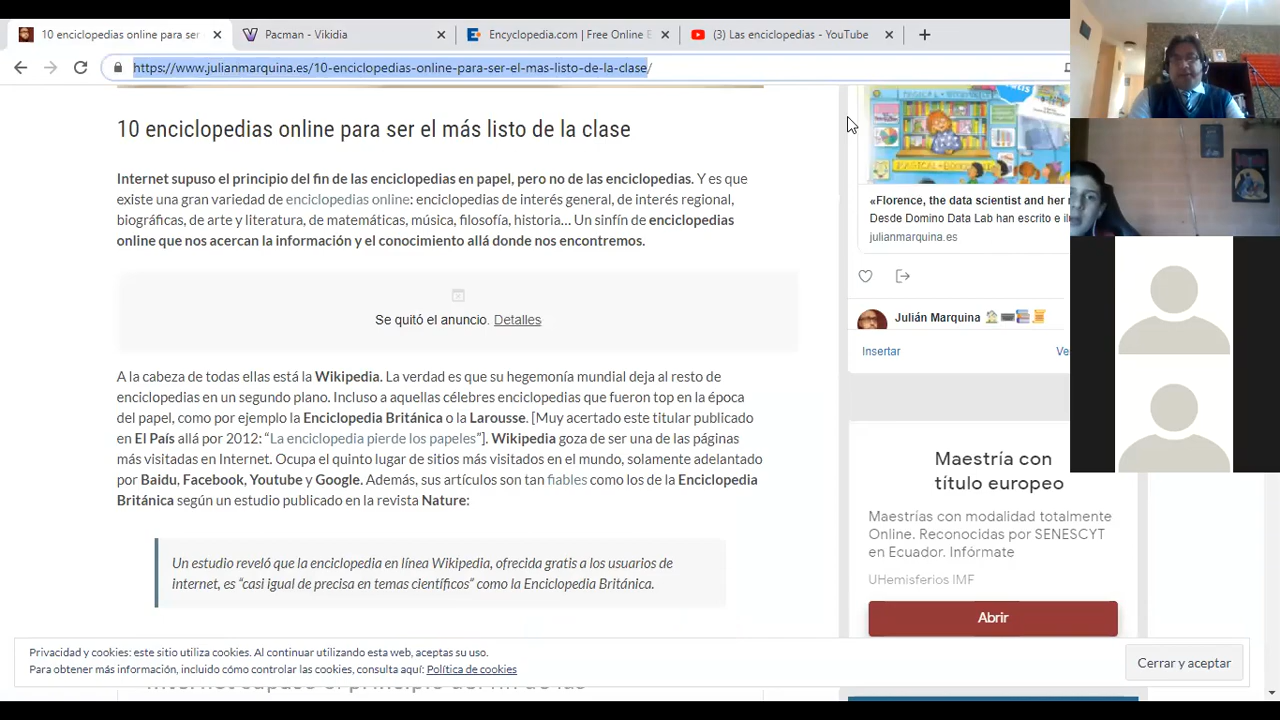 10 enciclopedias online para ser
Pacman - Vikidia
Encyclopedia.com | Free Online E
(3) Las enciclopedias - YouTube
https://www.julianmarquina.es/10-enciclopedias-online-para-ser-el-mas-listo-de-la-clase/
10 enciclopedias online para ser el más listo de la clase
Internet supuso el principio del fin de las enciclopedias en papel, pero no de las enciclopedias. Y es que
existe una gran variedad de enciclopedias online: enciclopedias de interés general, de interés regional,
biográficas, de arte y literatura, de matemáticas, música, filosofía, historia... Un sinfín de enciclopedias
online que nos acercan la información y el conocimiento allá donde nos encontremos.
Se quitó el anuncio. Detalles
A la cabeza de todas ellas está la Wikipedia. La verdad es que su hegemonía mundial deja al resto de
enciclopedias en un segundo plano. Incluso a aquellas célebres enciclopedias que fueron top en la época
del papel, como por ejemplo la Enciclopedia Británica o la Larousse. [Muy acertado este titular publicado
en El País allá por 2012: “La enciclopedia pierde los papeles”]. Wikipedia goza de ser una de las páginas
más visitadas en Internet. Ocupa el quinto lugar de sitios más visitados en el mundo, solamente adelantado
por Baidu, Facebook, Youtube y Google. Además, sus artículos son tan fiables como los de la Enciclopedia
Británica según un estudio publicado en la revista Nature:
Un estudio reveló que la enciclopedia en línea Wikipedia, ofrecida gratis a los usuarios de
internet, es “casi igual de precisa en temas científicos” como la Enciclopedia Británica.
«Florence, the data scientist and her
Desde Domino Data Lab han escrito e
julianmarquina.es
Julián Marquina
Insertar
Maestría con
título europeo
Maestrías con modalidad totalmente
Online. Reconocidas por SENESCYT
en Ecuador. Infórmate
UHemisferios IMF
Abrir
Privacidad y cookies: este sitio utiliza cookies. Al continuar utilizando esta web, aceptas su uso.
Para obtener más información, incluido cómo controlar las cookies, consulta aquí: Política de cookies
Cerrar y aceptar